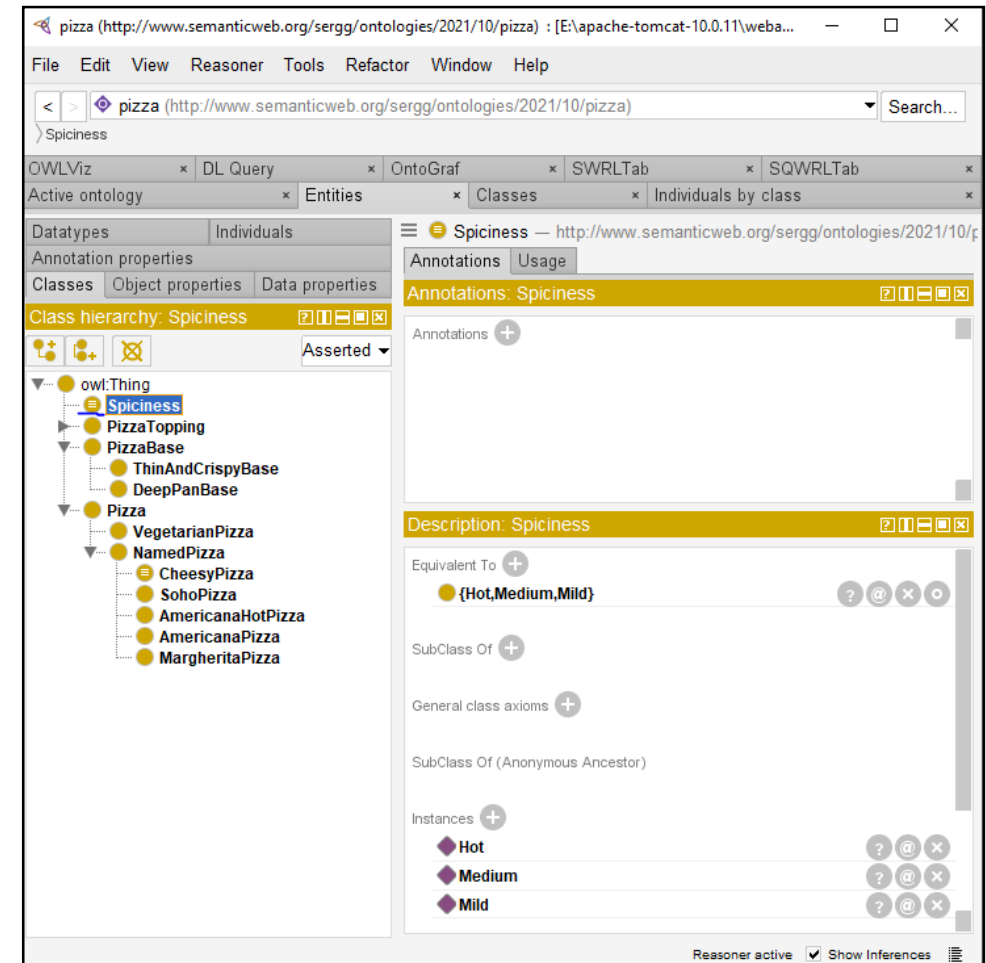 pizza (http://www.semanticweb.org/sergg/ontologies/2021/10/pizza) : [E:\apache-tomcat-10.0.11\weba...
File Edit View Reasoner Tools Refactor Window Help
< > pizza (http://www.semanticweb.org/sergg/ontologies/2021/10/pizza) Search...
Spiciness
OWLViz × DL Query × OntoGraf × SWRLTab × SQWRLTab ×
Active ontology × Entities × Classes × Individuals by class ×
Datatypes Individuals
Annotation properties
Classes Object properties Data properties
Class hierarchy: Spiciness
Asserted
owl:Thing
Spiciness
PizzaTopping
PizzaBase
ThinAndCrispyBase
DeepPanBase
Pizza
VegetarianPizza
NamedPizza
CheesyPizza
SohoPizza
AmericanaHotPizza
AmericanaPizza
MargheritaPizza
Spiciness — http://www.semanticweb.org/sergg/ontologies/2021/10/p
Annotations Usage
Annotations: Spiciness
Annotations
Description: Spiciness
Equivalent To
{Hot,Medium,Mild}
SubClass Of
General class axioms
SubClass Of (Anonymous Ancestor)
Instances
Hot
Medium
Mild
Reasoner active Show Inferences